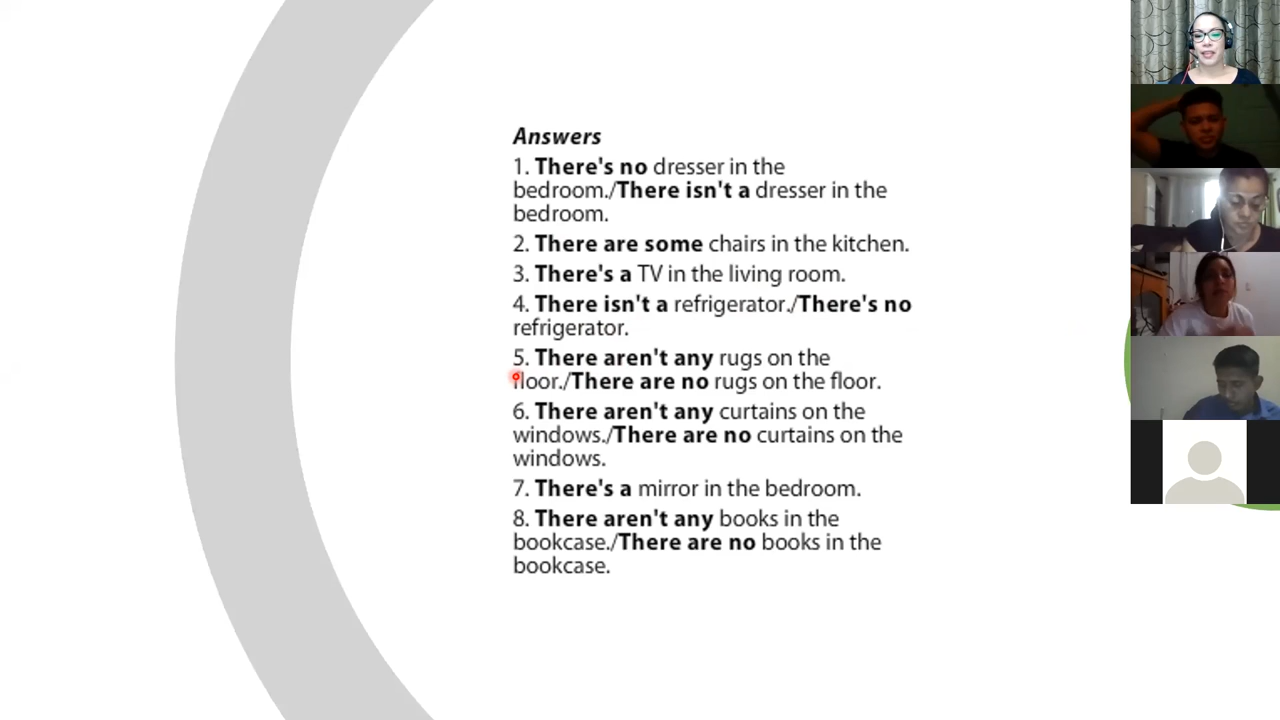 Answers
1. There's no dresser in the
bedroom./There isn't a dresser in the
bedroom.
2. There are some chairs in the kitchen.
3. There's a TV in the living room.
4. There isn't a refrigerator./There's no
refrigerator.
5. There aren't any rugs on the
floor./There are no rugs on the floor.
6. There aren't any curtains on the
windows./There are no curtains on the
windows.
7. There's a mirror in the bedroom.
8. There aren't any books in the
bookcase./There are no books in the
bookcase.